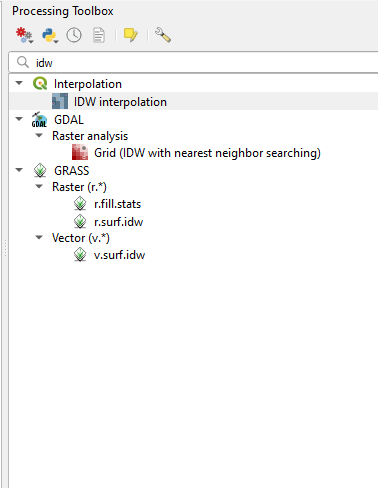 Processing Toolbox
idw
Interpolation
IDW interpolation
GDAL
Raster analysis
Grid (IDW with nearest neighbor searching)
GRASS
Raster (r.*)
r.fill.stats
r.surf.idw
Vector (v.*)
v.surf.idw